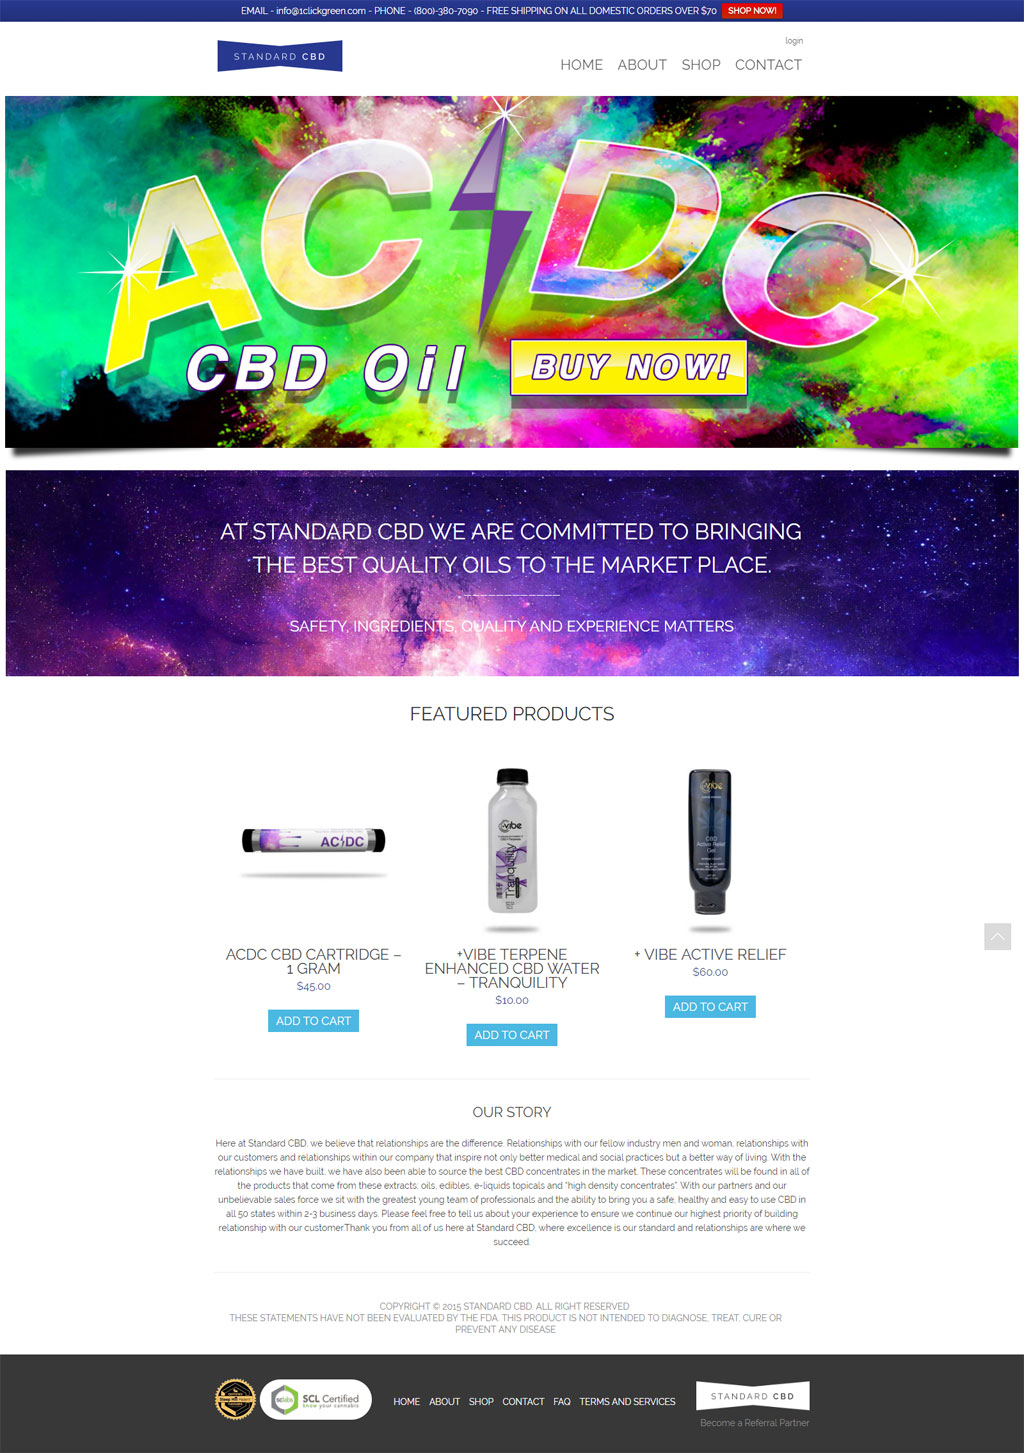 EMAIL - info@1clickgreen.com - PHONE - (800)-380-7090 - FREE SHIPPING ON ALL DOMESTIC ORDERS OVER $70 SHOP NOW!
login
STANDARD CBD
HOME ABOUT SHOP CONTACT
AC DC
CBD Oil BUY NOW!
AT STANDARD CBD WE ARE COMMITTED TO BRINGING
THE BEST QUALITY OILS TO THE MARKET PLACE.
SAFETY, INGREDIENTS, QUALITY AND EXPERIENCE MATTERS
FEATURED PRODUCTS
AC DC
+vibe
Tranquility
+vibe
CBD
Active Relief
Gel
ACDC CBD CARTRIDGE –
1 GRAM
$45.00
ADD TO CART
+VIBE TERPENE
ENHANCED CBD WATER
– TRANQUILITY
$10.00
ADD TO CART
+ VIBE ACTIVE RELIEF
$60.00
ADD TO CART
OUR STORY
Here at Standard CBD, we believe that relationships are the difference. Relationships with our fellow industry men and woman, relationships with
our customers and relationships within our company that inspire not only better medical and social practices but a better way of living. With the
relationships we have built, we have also been able to source the best CBD concentrates in the market. These concentrates will be found in all of
the products that come from these extracts; oils, edibles, e-liquids topicals and “high density concentrates”. With our partners and our
unbelievable sales force we sit with the greatest young team of professionals and the ability to bring you a safe, healthy and easy to use CBD in
all 50 states within 2-3 business days. Please feel free to tell us about your experience to ensure we continue our highest priority of building
relationship with our customer.Thank you from all of us here at Standard CBD, where excellence is our standard and relationships are where we
succeed.
COPYRIGHT © 2015 STANDARD CBD. ALL RIGHT RESERVED
THESE STATEMENTS HAVE NOT BEEN EVALUATED BY THE FDA. THIS PRODUCT IS NOT INTENDED TO DIAGNOSE, TREAT, CURE OR
PREVENT ANY DISEASE.
sclabs
SCL Certified
know your cannabis
HOME ABOUT SHOP CONTACT FAQ TERMS AND SERVICES
STANDARD CBD
Become a Referral Partner